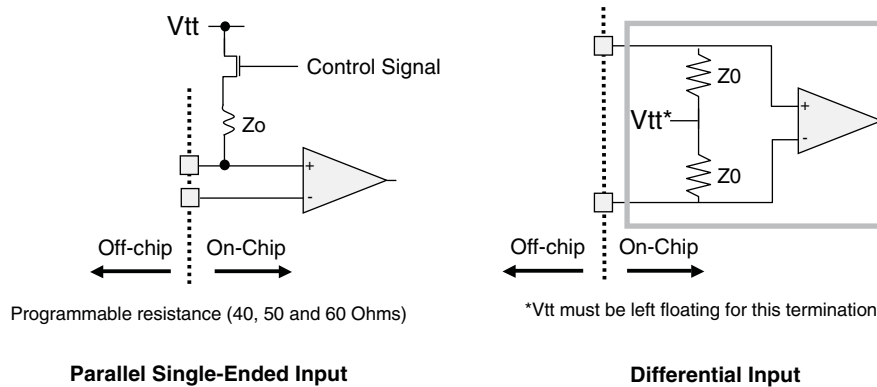 Vtt
Control Signal
Zo
+
-
Off-chip
On-Chip
Programmable resistance (40, 50 and 60 Ohms)
Parallel Single-Ended Input
Z0
Vtt*
+
-
Z0
Off-chip
On-Chip
*Vtt must be left floating for this termination
Differential Input